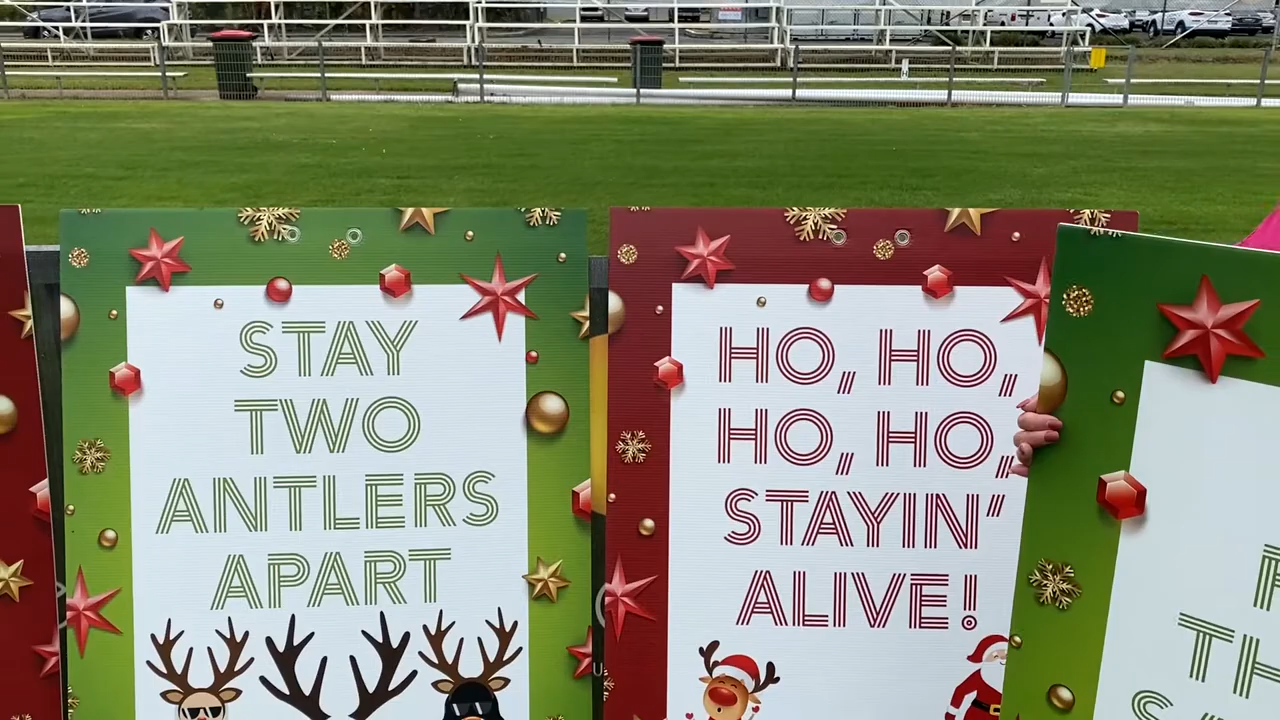 STAY
TWO
ANTLERS
APART
HO, HO,
HO, HO,
STAYIN'
ALIVE!